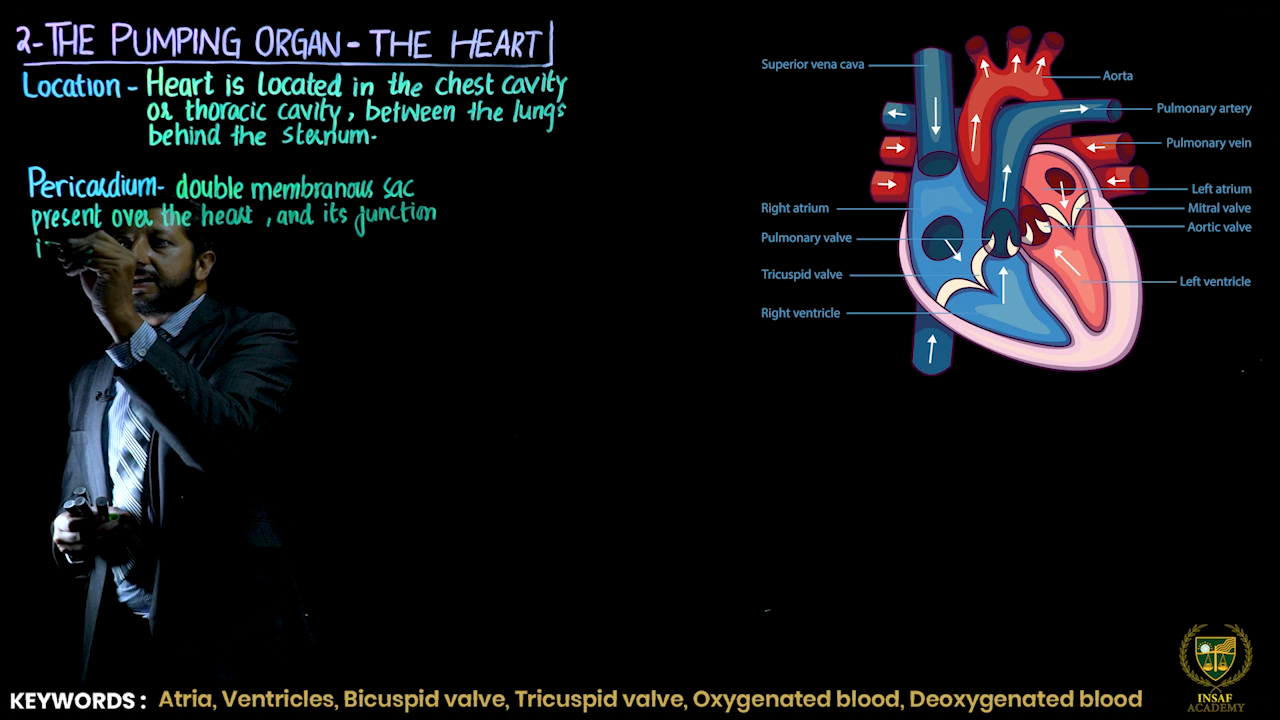 2-THE PUMPING ORGAN - THE HEART
Location - Heart is located in the chest cavity
or thoracic cavity, between the lungs
behind the sternum.
Pericardium - double membranous sac
present over the heart, and its junction
i
Superior vena cava
Right atrium
Pulmonary valve
Tricuspid valve
Right ventricle
Aorta
Pulmonary artery
Pulmonary vein
Left atrium
Mitral valve
Aortic valve
Left ventricle
INSAF
ACADEMY
KEYWORDS : Atria, Ventricles, Bicuspid valve, Tricuspid valve, Oxygenated blood, Deoxygenated blood